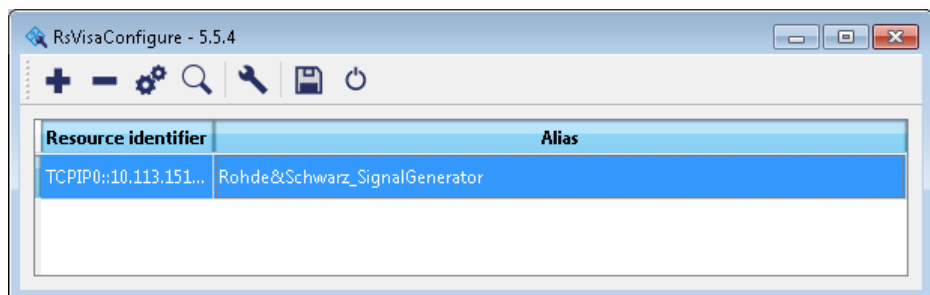 RsVisaConfigure - 5.5.4
Resource identifier Alias
TCPIP0::10.113.151... Rohde&Schwarz_SignalGenerator